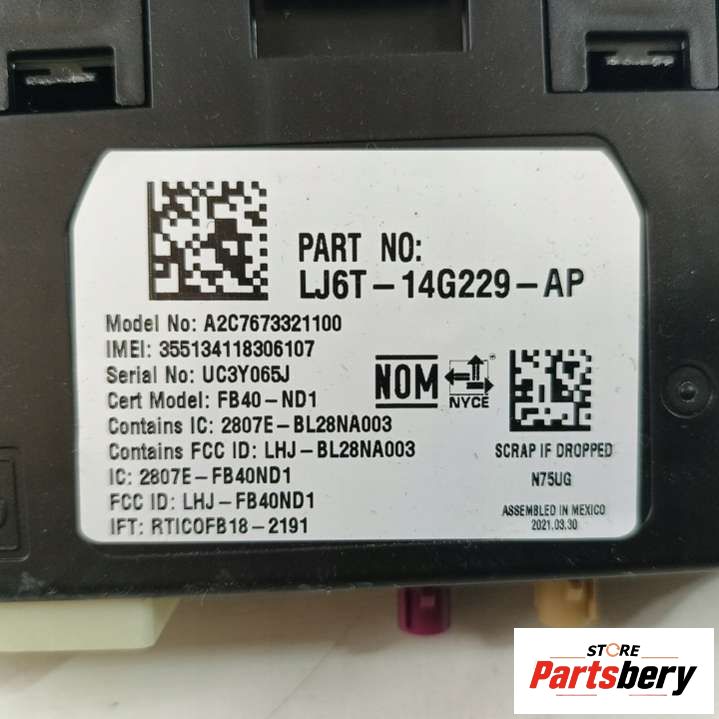 PART NO:
LJ6T-14G229-AP
Model No: A2C7673321100
IMEI: 355134118306107
Serial No: UC3Y065J
Cert Model: FB40-ND1
Contains IC: 2807E-BL28NA003
Contains FCC ID: LHJ-BL28NA003
IC: 2807E-FB40ND1
FCC ID: LHJ-FB40ND1
IFT: RTICOFB18-2191
NOM
NYCE
SCRAP IF DROPPED
N75UG
ASSEMBLED IN MEXICO
2021.03.30
STORE
Partsbery